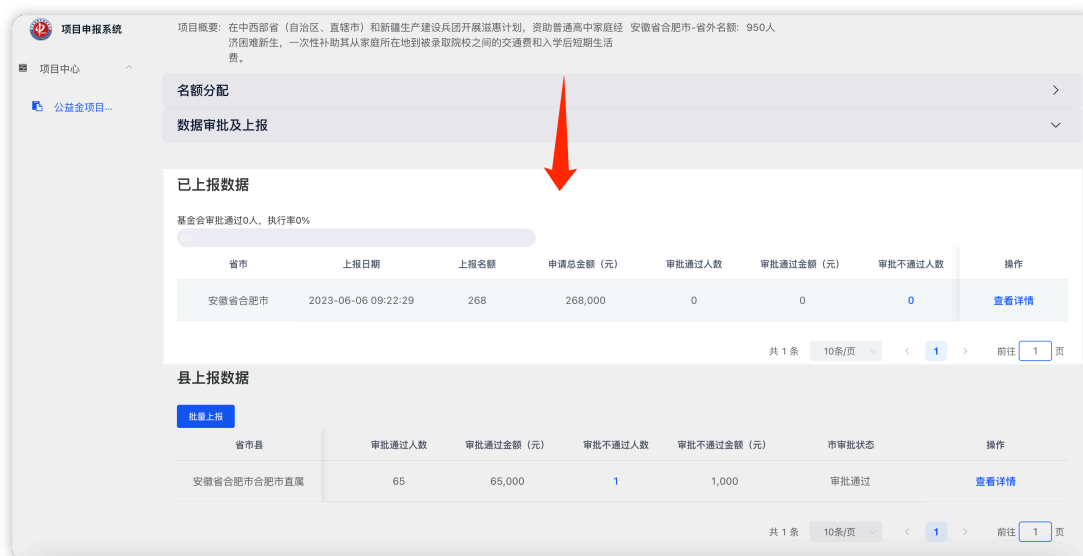 项目申报系统
项目概要: 在中西部省（自治区、直辖市）和新疆生产建设兵团开展滋惠计划，资助普通高中家庭经 安徽省合肥市-省外名额: 950人
济困难新生，一次性补助其从家庭所在地到被录取院校之间的交通费和入学后短期生活
费。
项目中心
公益金项目...
名额分配
数据审批及上报
已上报数据
基金会审批通过0人，执行率0%
0%
省市 上报日期 上报名额 申请总金额（元） 审批通过人数 审批通过金额（元） 审批不通过人数 操作
安徽省合肥市 2023-06-06 09:22:29 268 268,000 0 0 0 查看详情
共 1 条 10条/页 1 前往 1 页
县上报数据
批量上报
省市县 审批通过人数 审批通过金额（元） 审批不通过人数 审批不通过金额（元） 市审批状态 操作
安徽省合肥市合肥市直属 65 65,000 1 1,000 审批通过 查看详情
共 1 条 10条/页 1 前往 1 页